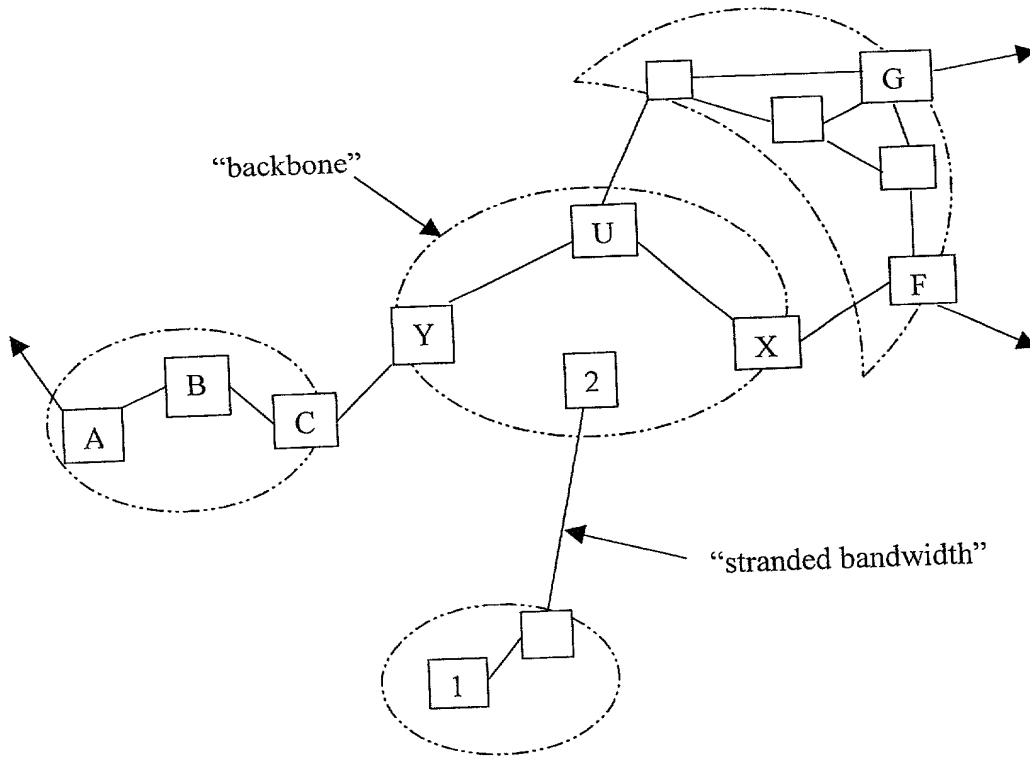 G
“backbone”
U
F
Y
X
B
2
C
A
“stranded bandwidth”
1